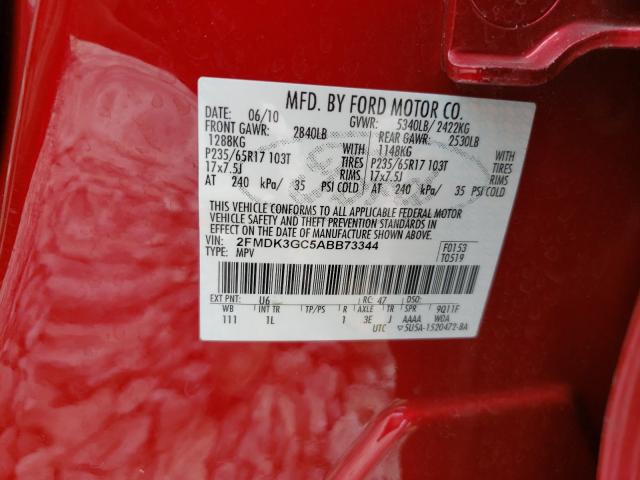 MFD. BY FORD MOTOR CO.
DATE: 06/10 GVWR: 5340LB/ 2422KG
FRONT GAWR: 2840LB REAR GAWR: 2530LB
1288KG WITH 1148KG WITH
P235/65R17 103T TIRES P235/65R17 103T TIRES
17x7.5J RIMS 17x7.5J RIMS
AT 240 kPa/ 35 PSI COLD AT 240 kPa/ 35 PSI COLD
THIS VEHICLE CONFORMS TO ALL APPLICABLE FEDERAL MOTOR
VEHICLE SAFETY AND THEFT PREVENTION STANDARDS IN
EFFECT ON THE DATE OF MANUFACTURE SHOWN ABOVE.
VIN: 2FMDK3GC5ABB73344 F0153
TYPE: MPV T0519
EXT PNT: U6 RC: 47 DSO:
WB INT TR TP/PS R AXLE TR SPR 9Q11F
111 1L 1 3E J AAAA WDA
UTC 5U5A-1520472-BA